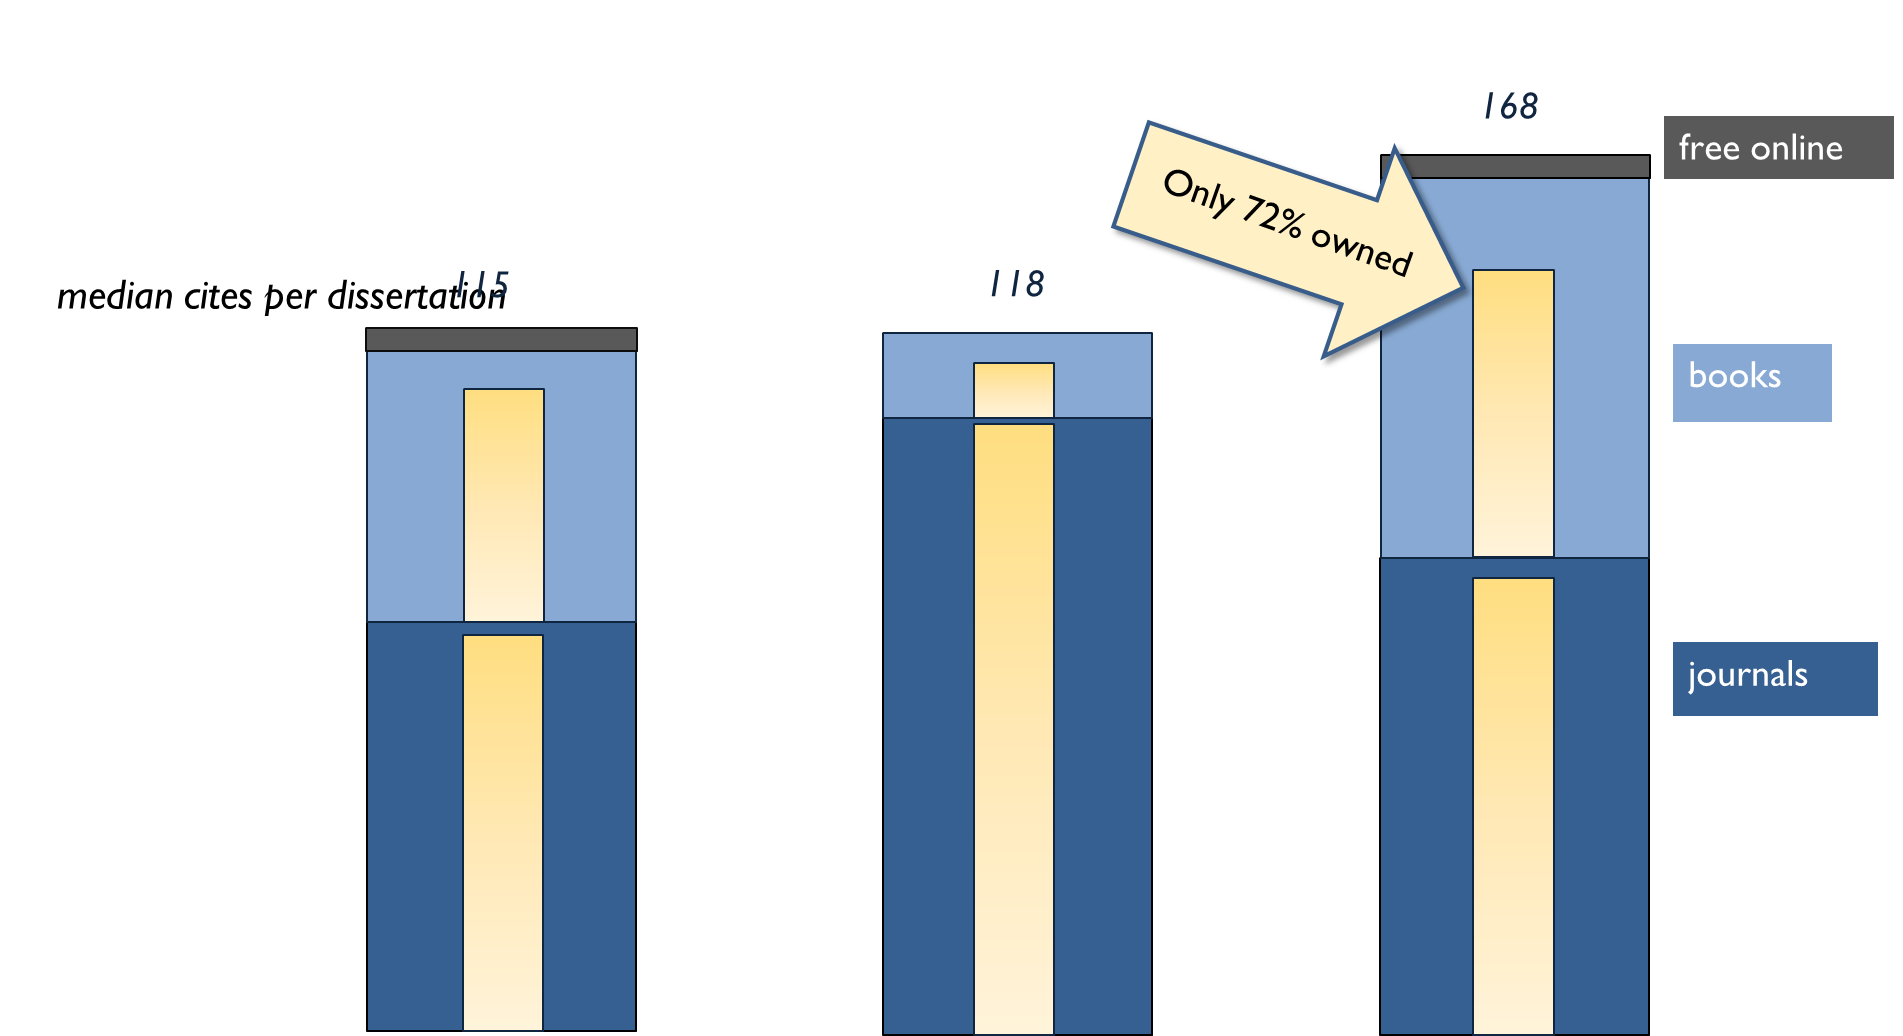 168
free online
Only 72% owned
median cites per dissertation
115
118
books
journals